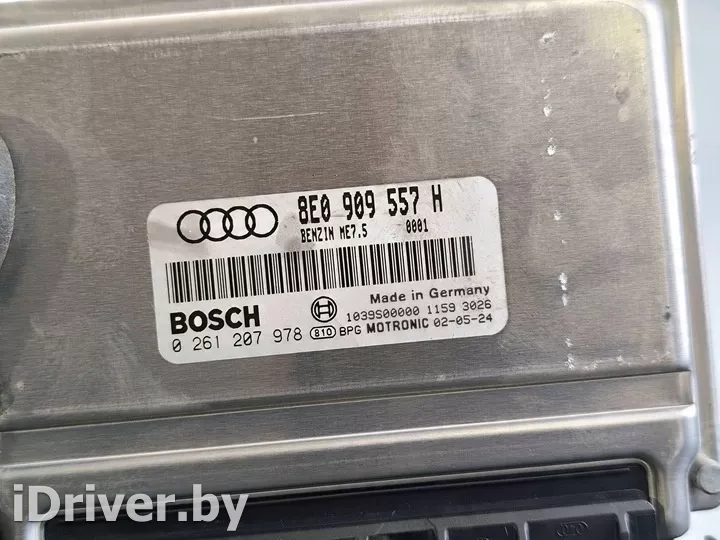 8E0 909 557 H
BENZIN ME7.5 0001
Made in Germany
BOSCH
1039S00000 1159 3026
0 261 207 978 810 BPG MOTRONIC 02-05-24
iDriver.by